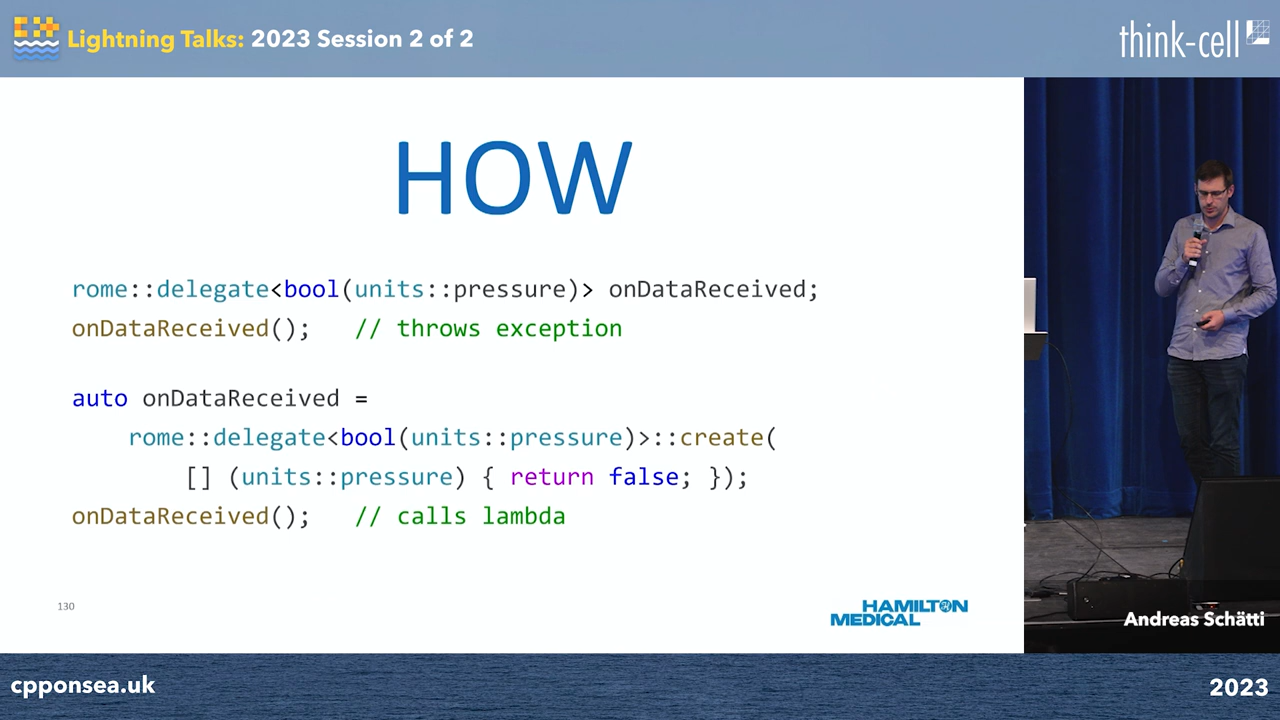 Lightning Talks: 2023 Session 2 of 2
think-cell
HOW
rome::delegate<bool(units::pressure)> onDataReceived;
onDataReceived();   // throws exception
auto onDataReceived =
    rome::delegate<bool(units::pressure)>::create(
        [] (units::pressure) { return false; });
onDataReceived();   // calls lambda
130
HAMILTON
MEDICAL
Andreas Schätti
cpponsea.uk
2023